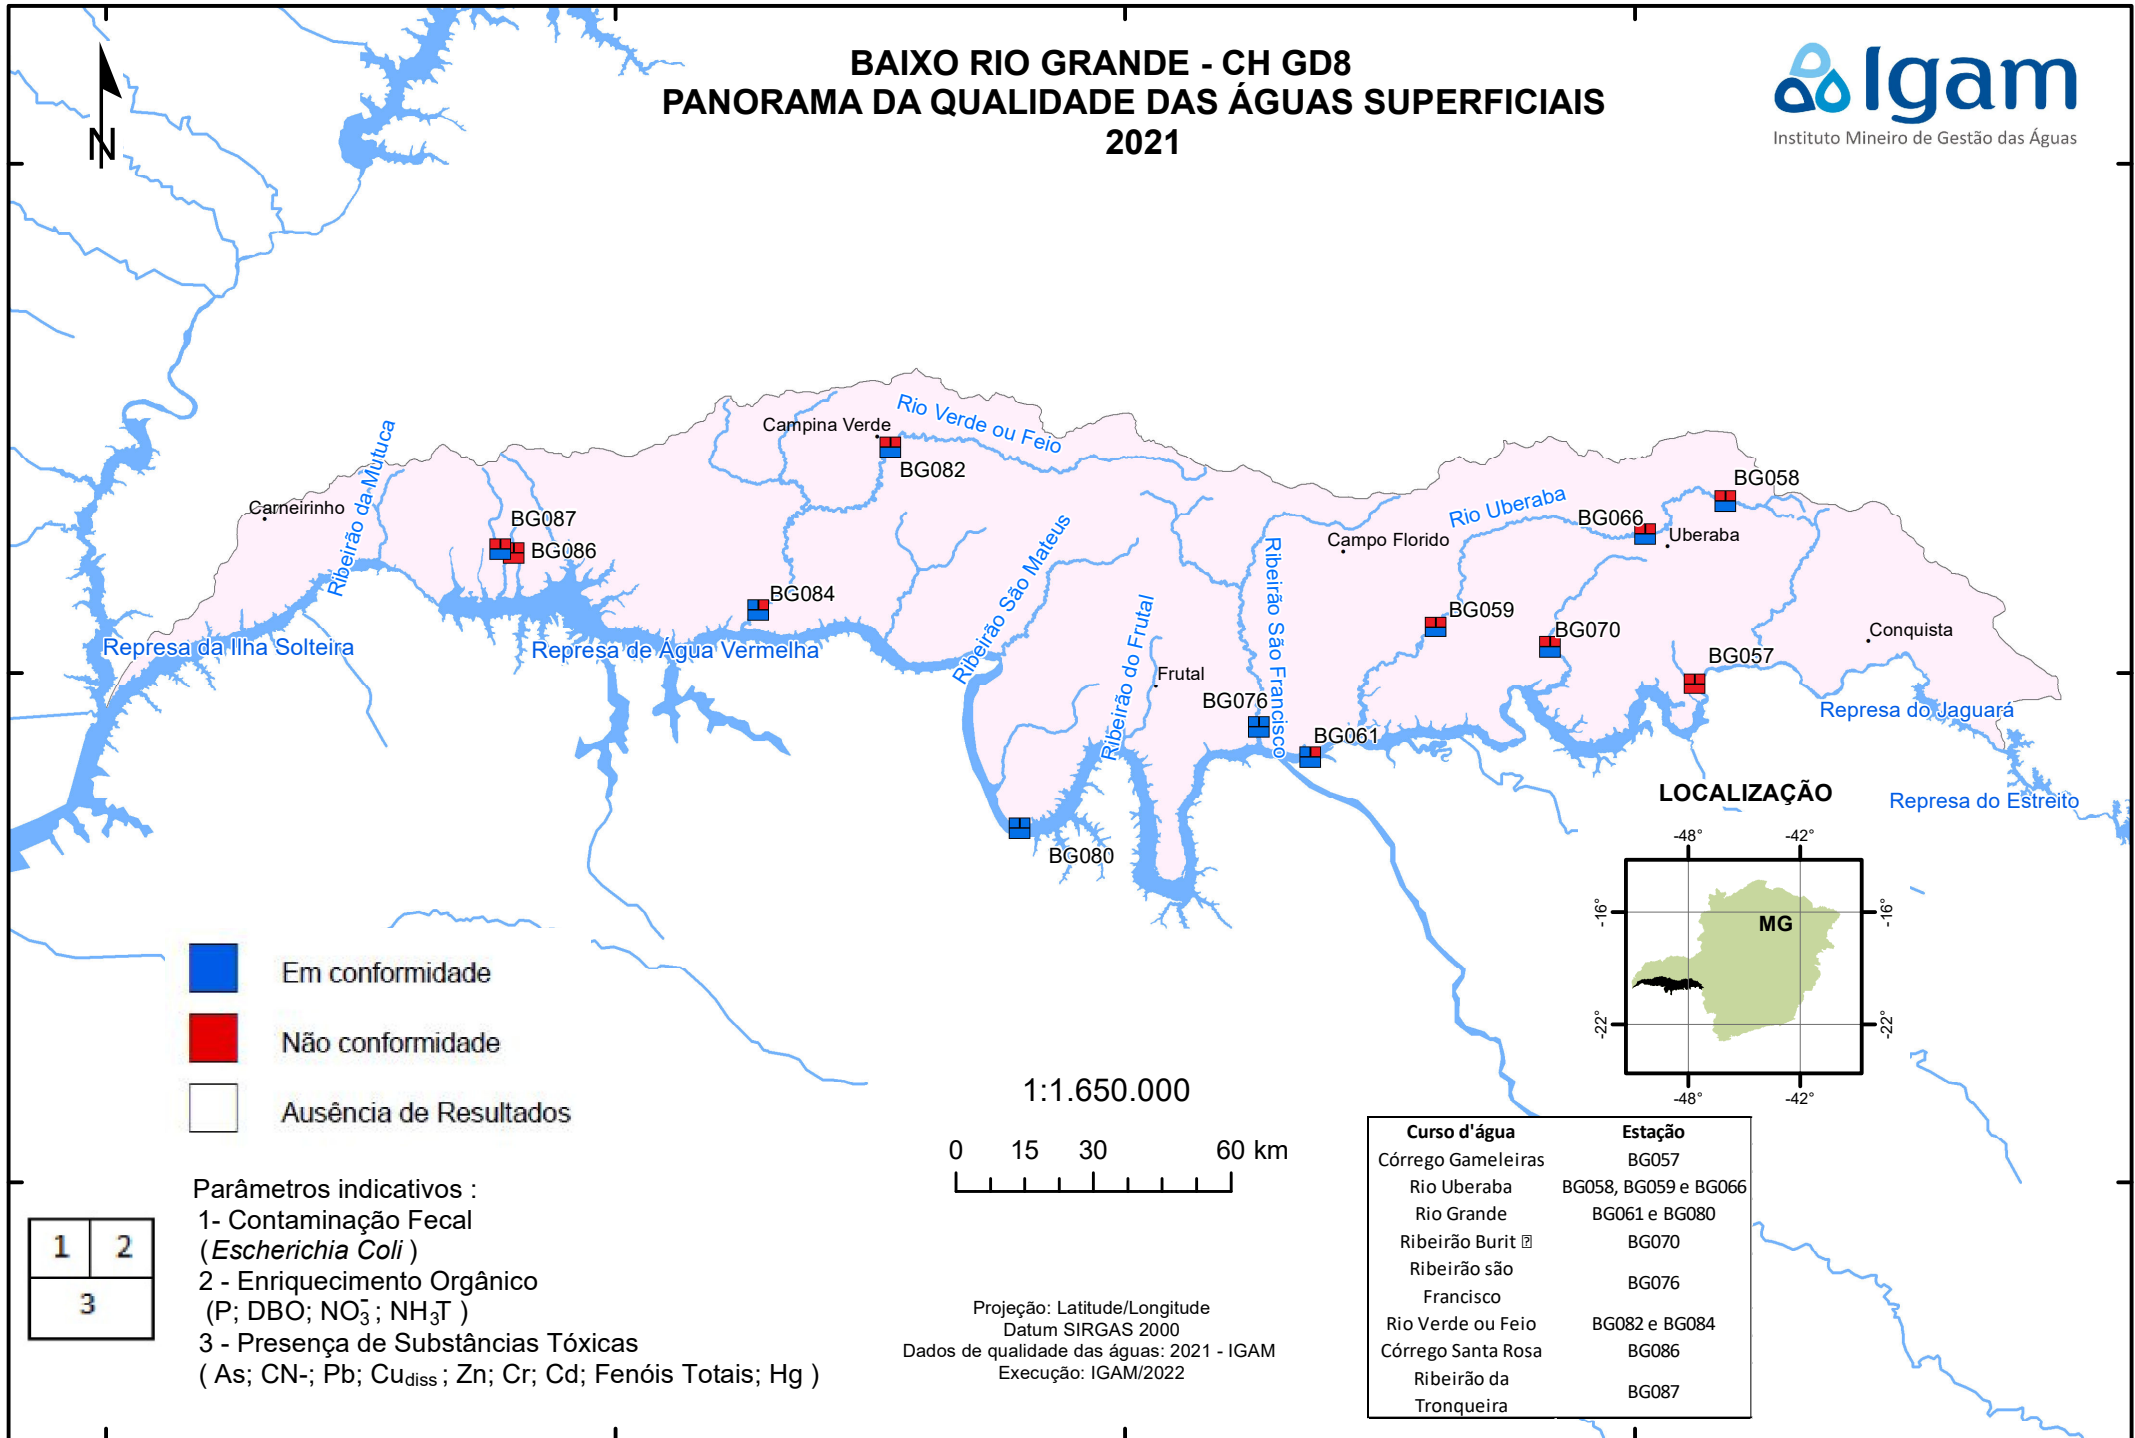 BAIXO RIO GRANDE - CH GD8
PANORAMA DA QUALIDADE DAS ÁGUAS SUPERFICIAIS
2021
Igam
Instituto Mineiro de Gestão das Águas
N
Campina Verde
Rio Verde ou Feio
BG082
Carneirinho
Ribeirão da Mutuca
BG087
BG086
BG084
Represa da Ilha Solteira
Represa de Água Vermelha
Ribeirão São Mateus
Ribeirão do Frutal
Frutal
Ribeirão São Francisco
BG076
BG061
BG080
Campo Florido
Rio Uberaba
BG066
Uberaba
BG058
BG059
BG070
BG057
Conquista
Represa do Jaguará
Represa do Estreito
LOCALIZAÇÃO
-48° -42°
-16° -16°
MG
-22° -22°
-48° -42°
Em conformidade
Não conformidade
Ausência de Resultados
Parâmetros indicativos :
1- Contaminação Fecal
(Escherichia Coli )
2 - Enriquecimento Orgânico
(P; DBO; NO₃⁻ ; NH₃T )
3 - Presença de Substâncias Tóxicas
( As; CN-; Pb; Cudiss ; Zn; Cr; Cd; Fenóis Totais; Hg )
1 2
3
1:1.650.000
0 15 30 60 km
Projeção: Latitude/Longitude
Datum SIRGAS 2000
Dados de qualidade das águas: 2021 - IGAM
Execução: IGAM/2022
Curso d'água Estação
Córrego Gameleiras BG057
Rio Uberaba BG058, BG059 e BG066
Rio Grande BG061 e BG080
Ribeirão Burit BG070
Ribeirão são
Francisco BG076
Rio Verde ou Feio BG082 e BG084
Córrego Santa Rosa BG086
Ribeirão da
Tronqueira BG087